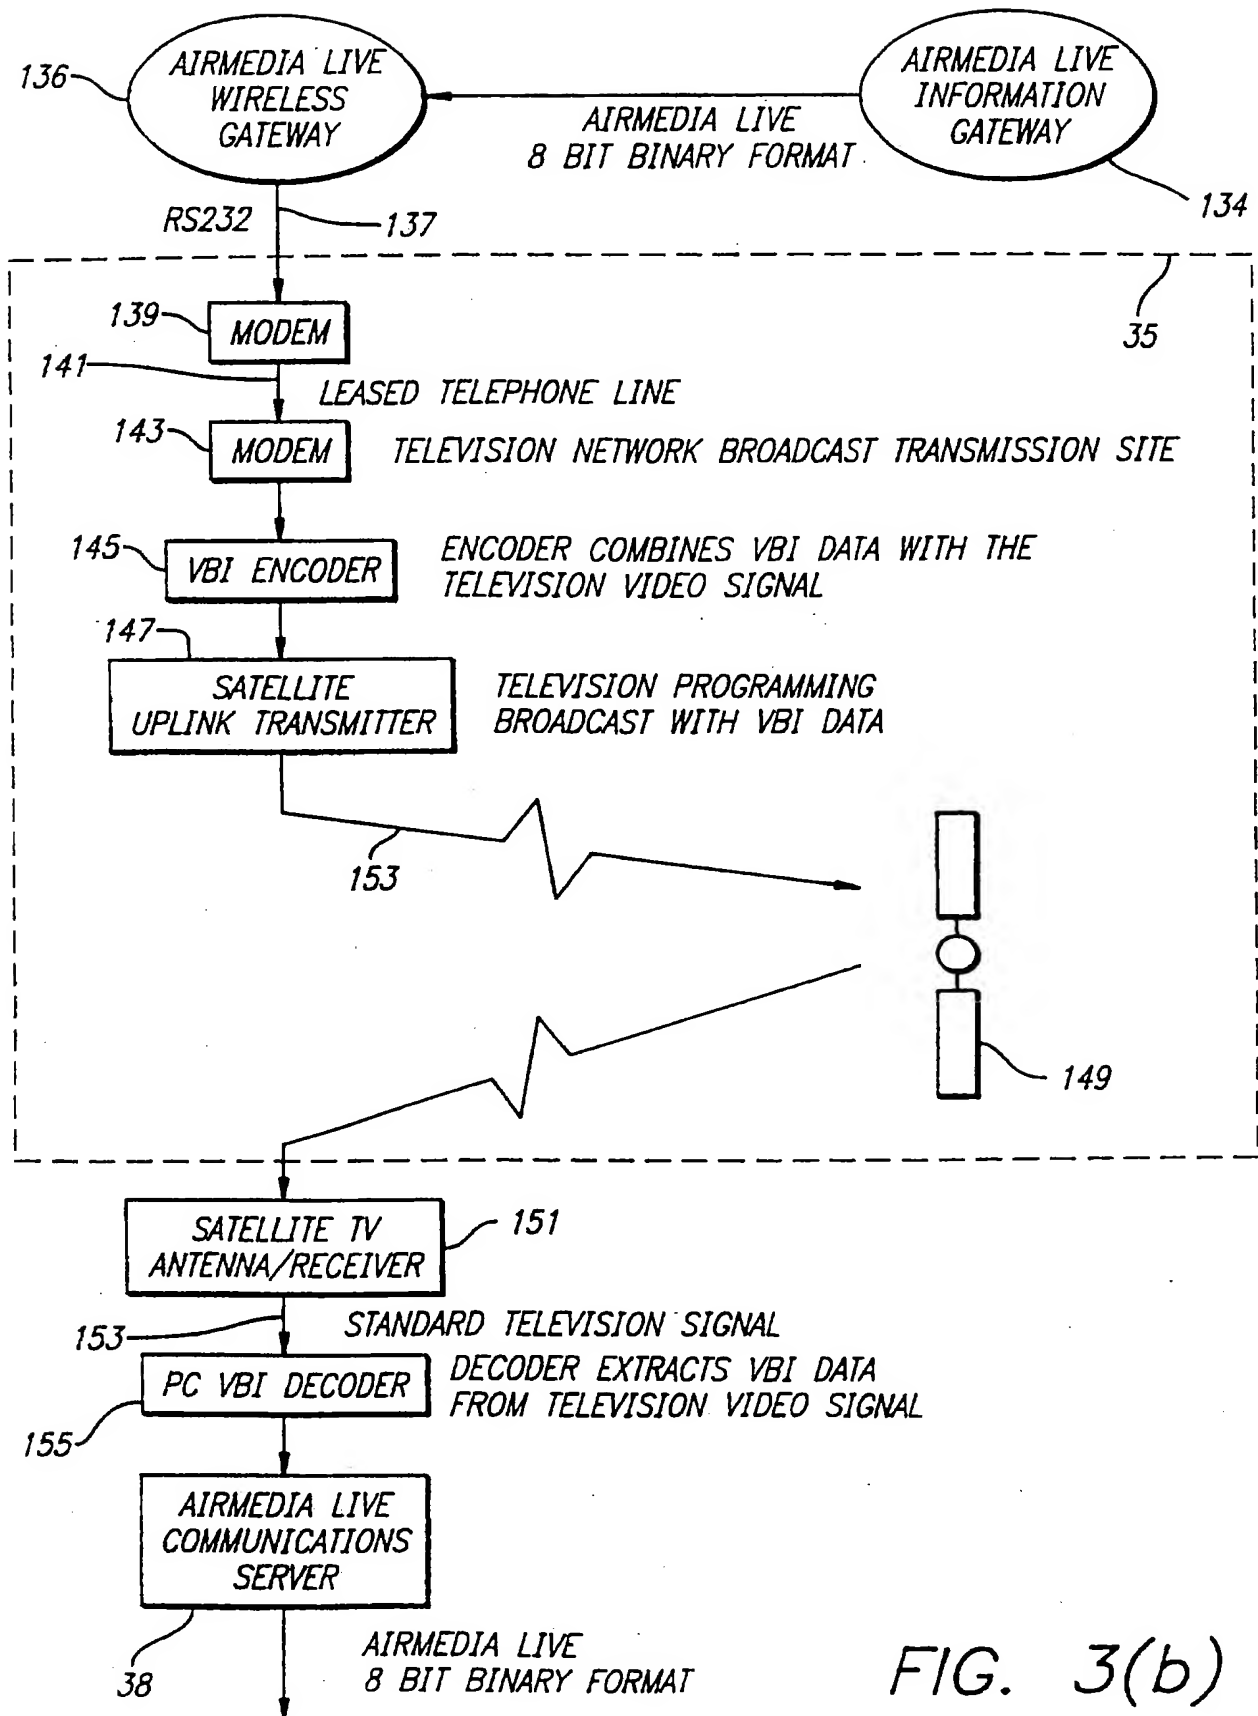 AIRMEDIA LIVE
WIRELESS
GATEWAY
136
AIRMEDIA LIVE
INFORMATION
GATEWAY
134
AIRMEDIA LIVE
8 BIT BINARY FORMAT
RS232
137
35
139
MODEM
141
LEASED TELEPHONE LINE
143
MODEM
TELEVISION NETWORK BROADCAST TRANSMISSION SITE
145
VBI ENCODER
ENCODER COMBINES VBI DATA WITH THE
TELEVISION VIDEO SIGNAL
147
SATELLITE
UPLINK TRANSMITTER
TELEVISION PROGRAMMING
BROADCAST WITH VBI DATA
153
149
SATELLITE TV
ANTENNA/RECEIVER
151
153
STANDARD TELEVISION SIGNAL
PC VBI DECODER
DECODER EXTRACTS VBI DATA
FROM TELEVISION VIDEO SIGNAL
155
AIRMEDIA LIVE
COMMUNICATIONS
SERVER
38
AIRMEDIA LIVE
8 BIT BINARY FORMAT
FIG. 3(b)